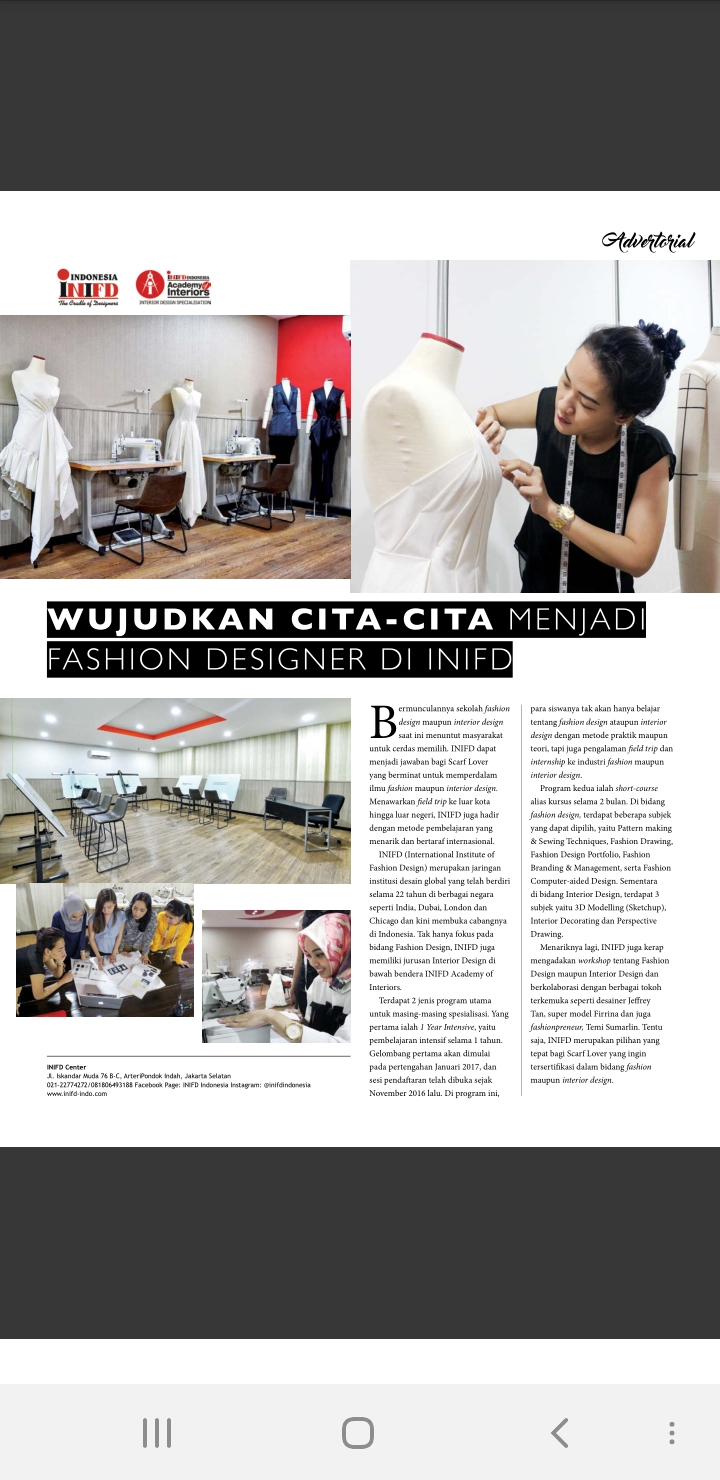 Advertorial
INDONESIA
INIFD
The Cradle of Designers
INIFD INDONESIA
Academy of
Interiors
INTERIOR DESIGN SPECIALISATION
WUJUDKAN CITA-CITA MENJADI
FASHION DESIGNER DI INIFD
Bermunculannya sekolah fashion
design maupun interior design
saat ini menuntut masyarakat
untuk cerdas memilih. INIFD dapat
menjadi jawaban bagi Scarf Lover
yang berminat untuk memperdalam
ilmu fashion maupun interior design.
Menawarkan field trip ke luar kota
hingga luar negeri, INIFD juga hadir
dengan metode pembelajaran yang
menarik dan bertaraf internasional.
INIFD (International Institute of
Fashion Design) merupakan jaringan
institusi desain global yang telah berdiri
selama 22 tahun di berbagai negara
seperti India, Dubai, London dan
Chicago dan kini membuka cabangnya
di Indonesia. Tak hanya fokus pada
bidang Fashion Design, INIFD juga
memiliki jurusan Interior Design di
bawah bendera INIFD Academy of
Interiors.
Terdapat 2 jenis program utama
untuk masing-masing spesialisasi. Yang
pertama ialah 1 Year Intensive, yaitu
pembelajaran intensif selama 1 tahun.
Gelombang pertama akan dimulai
pada pertengahan Januari 2017, dan
sesi pendaftaran telah dibuka sejak
November 2016 lalu. Di program ini,
para siswanya tak akan hanya belajar
tentang fashion design ataupun interior
design dengan metode praktik maupun
teori, tapi juga pengalaman field trip dan
internship ke industri fashion maupun
interior design.
Program kedua ialah short-course
alias kursus selama 2 bulan. Di bidang
fashion design, terdapat beberapa subjek
yang dapat dipilih, yaitu Pattern making
& Sewing Techniques, Fashion Drawing,
Fashion Design Portfolio, Fashion
Branding & Management, serta Fashion
Computer-aided Design. Sementara
di bidang Interior Design, terdapat 3
subjek yaitu 3D Modelling (Sketchup),
Interior Decorating dan Perspective
Drawing.
Menariknya lagi, INIFD juga kerap
mengadakan workshop tentang Fashion
Design maupun Interior Design dan
berkolaborasi dengan berbagai tokoh
terkemuka seperti desainer Jeffrey
Tan, super model Firrina dan juga
fashionpreneur, Temi Sumarlin. Tentu
saja, INIFD merupakan pilihan yang
tepat bagi Scarf Lover yang ingin
tersertifikasi dalam bidang fashion
maupun interior design.
INIFD Center
Jl. Iskandar Muda 76 B-C, ArteriPondok Indah, Jakarta Selatan
021-22774272/081806493188 Facebook Page: INIFD Indonesia Instagram: @inifdindonesia
www.inifd-indo.com